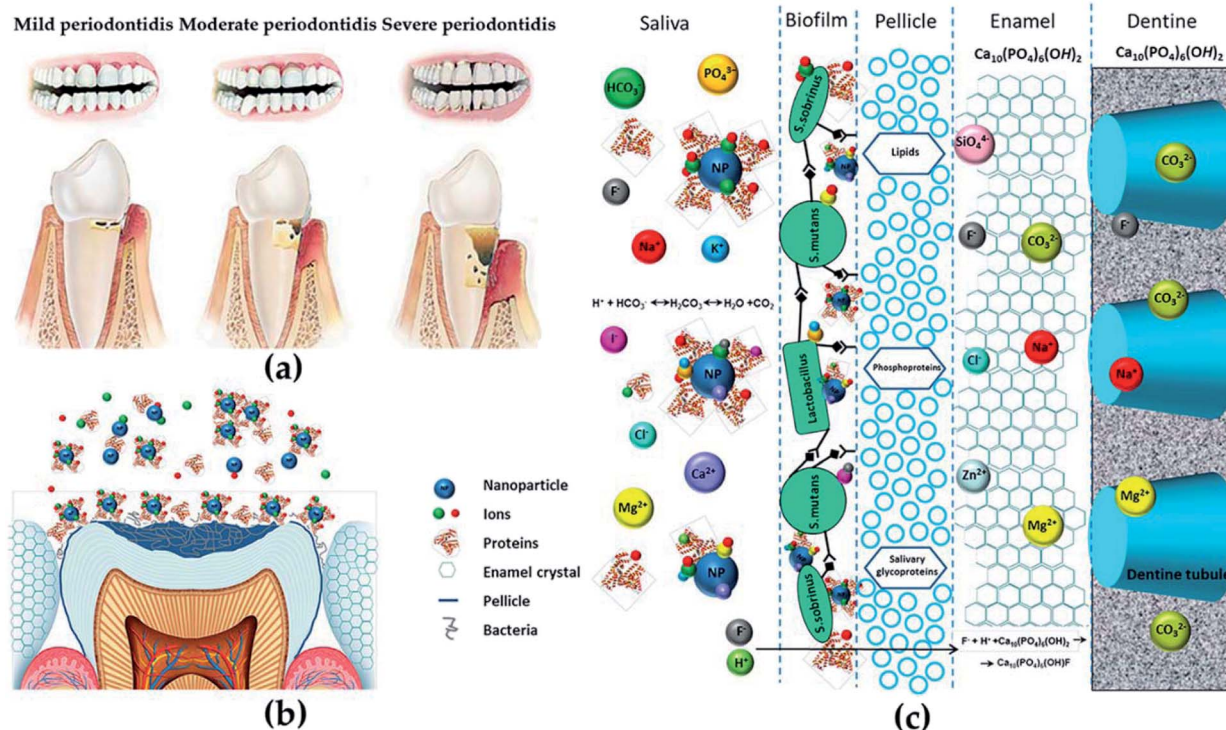 Mild periodontidis Moderate periodontidis Severe periodontidis
(a)
Nanoparticle
Ions
Proteins
Enamel crystal
Pellicle
Bacteria
(b)
Saliva
Biofilm
Pellicle
Enamel
Dentine
Ca₁₀(PO₄)₆(OH)₂
Ca₁₀(PO₄)₆(OH)₂
HCO₃⁻
PO₄³⁻
NP
F⁻
Na⁺
K⁺
H⁺ + HCO₃⁻ ↔ H₂CO₃ ↔ H₂O +CO₂
I⁻
NP
Cl⁻
Ca²⁺
Mg²⁺
NP
F⁻
H⁺
S.sobrinus
S.mutans
Lactobacillus
S.mutans
S.sobrinus
Lipids
Phosphoproteins
Salivary
glycoproteins
SiO₄⁴⁻
F⁻
CO₃²⁻
Na⁺
Cl⁻
Zn²⁺
Mg²⁺
F⁻ + H⁺ +Ca₁₀(PO₄)₆(OH)₂ →
→ Ca₁₀(PO₄)₆(OH)F
CO₃²⁻
F⁻
CO₃²⁻
Na⁺
Mg²⁺
Dentine tubule
CO₃²⁻
(c)